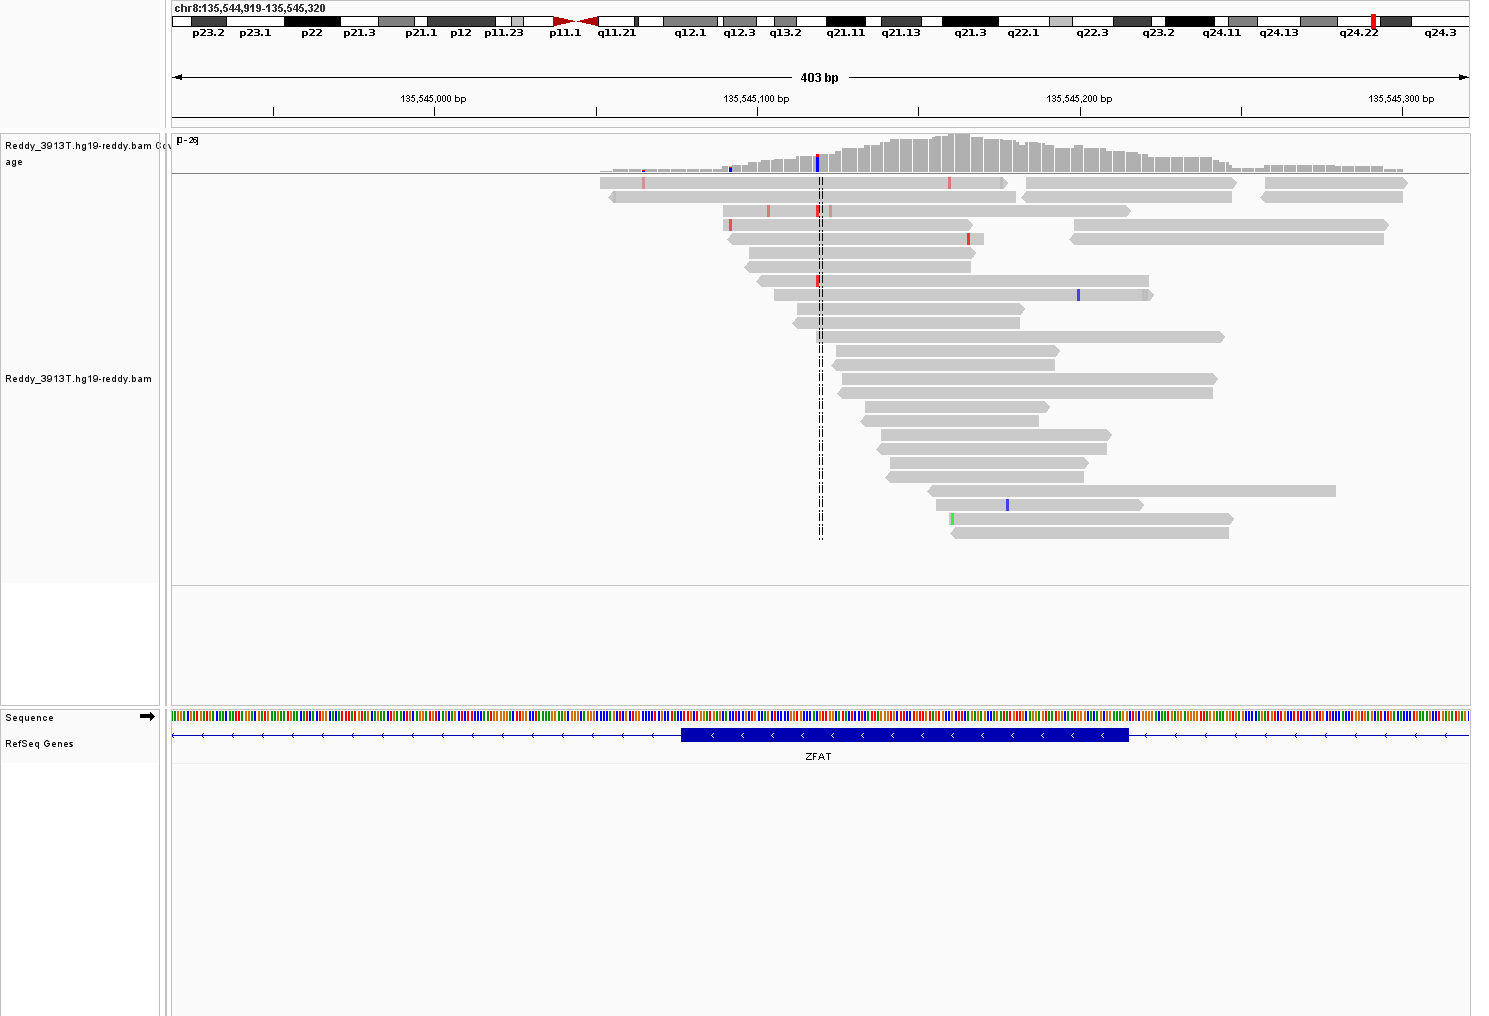 chr8:135,544,919-135,545,320
p23.2 p23.1 p22 p21.3 p21.1 p12 p11.23 p11.1 q11.21 q12.1 q12.3 q13.2 q21.11 q21.13 q21.3 q22.1 q22.3 q23.2 q24.11 q24.13 q24.22 q24.3
403 bp
135,545,000 bp 135,545,100 bp 135,545,200 bp 135,545,300 bp
Reddy_3913T.hg19-reddy.bam Cov
age
[0-26]
Reddy_3913T.hg19-reddy.bam
Sequence
RefSeq Genes
ZFAT